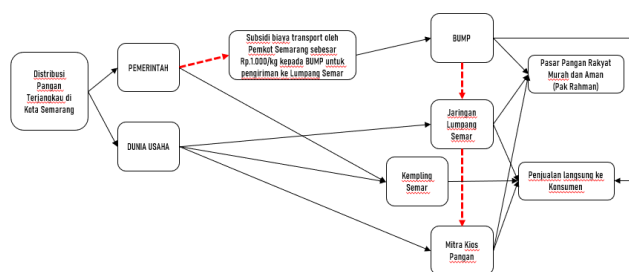 Distribusi
Pangan
Terjangkau di
Kota Semarang
PEMERINTAH
DUNIA USAHA
Subsidi biaya transport oleh
Pemkot Semarang sebesar
Rp.1.000/kg kepada BUMP untuk
pengiriman ke Lumpang Semar
BUMP
Jaringan
Lumpang
Semar
Kempling
Semar
Mitra Kios
Pangan
Pasar Pangan Rakyat
Murah dan Aman
(Pak Rahman)
Penjualan langsung ke
Konsumen